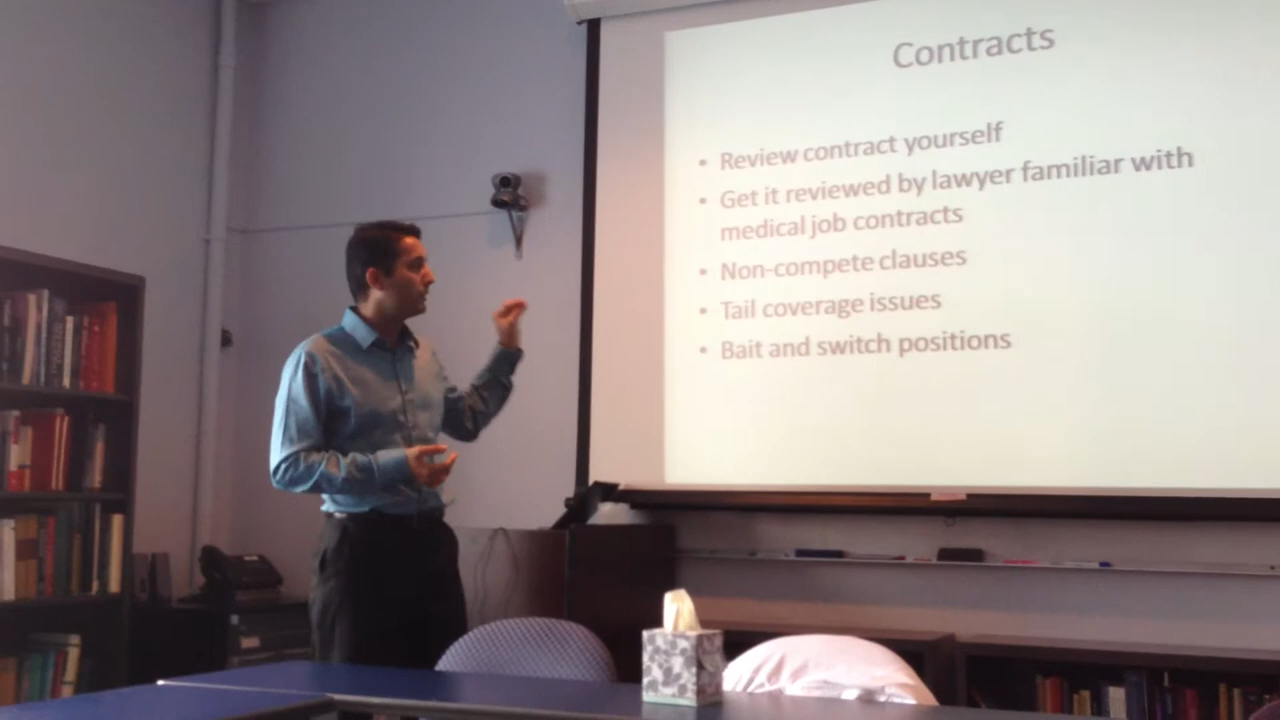 Contracts
• Review contract yourself
• Get it reviewed by lawyer familiar with
medical job contracts
• Non-compete clauses
• Tail coverage issues
• Bait and switch positions